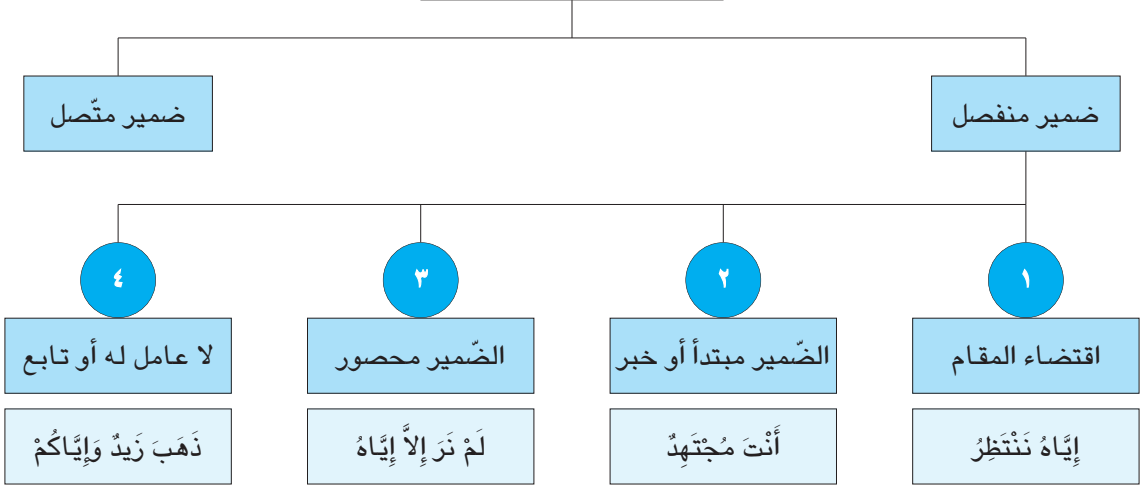 ضمير منفصل
ضمير متّصل
١
٢
٣
٤
اقتضاء المقام
الضّمير مبتدأ أو خبر
الضّمير محصور
لا عامل له أو تابع
إِيَّاهُ نَنْتَظِرُ
أَنْتَ مُجْتَهِدٌ
لَمْ نَرَ إِلاَّ إِيَّاهُ
ذَهَبَ زَيدٌ وَإِيَّاكُمْ